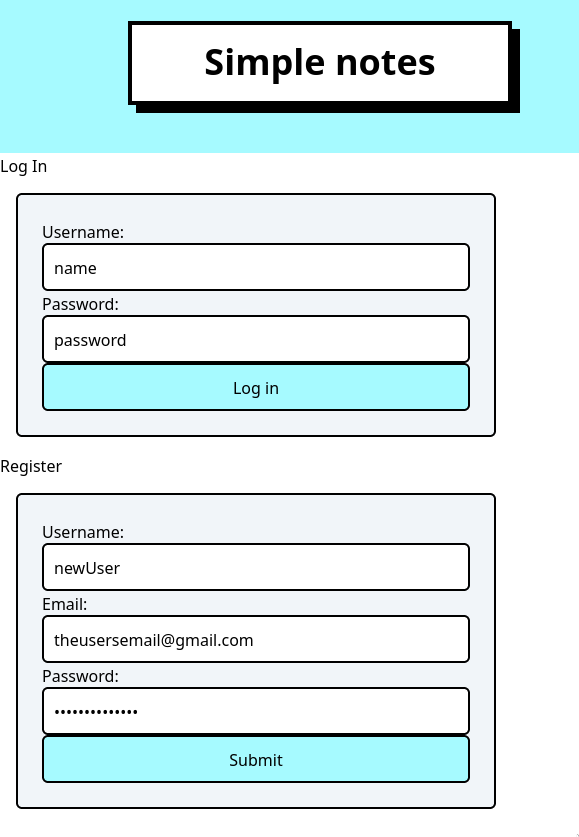 Simple notes
Log In
Username:
name
Password:
password
Log in
Register
Username:
newUser
Email:
theusersemail@gmail.com
Password:
••••••••••••••
Submit